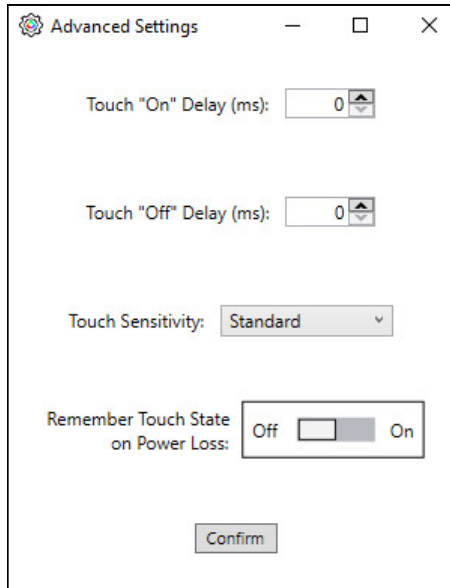 Advanced Settings
Touch "On" Delay (ms): 0
Touch "Off" Delay (ms): 0
Touch Sensitivity: Standard
Remember Touch State
on Power Loss:
Off On
Confirm